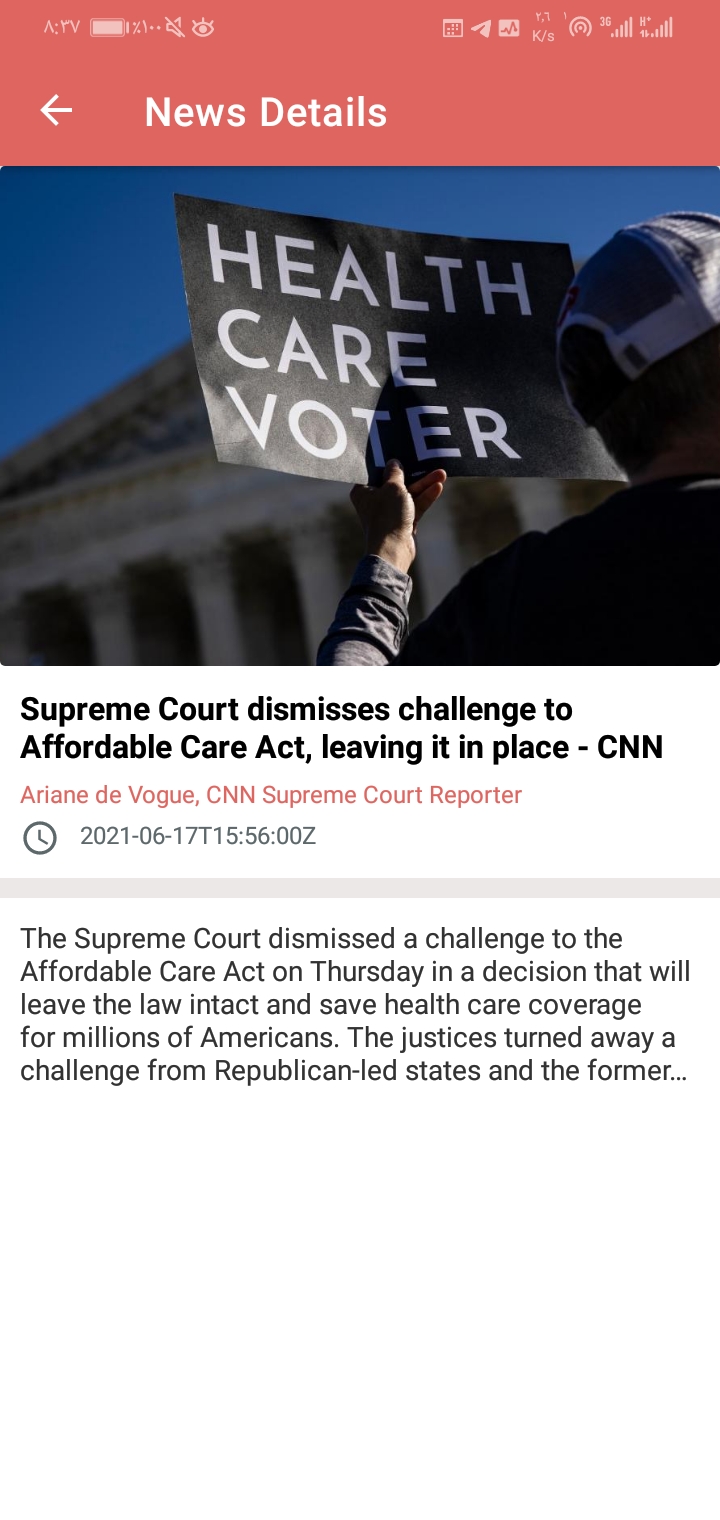 ٨:٣٧ ٪١٠٠ ٢,٦ K/s ١ 3G H+
News Details
HEALTH
CARE
VOTER
Supreme Court dismisses challenge to
Affordable Care Act, leaving it in place - CNN
Ariane de Vogue, CNN Supreme Court Reporter
2021-06-17T15:56:00Z
The Supreme Court dismissed a challenge to the
Affordable Care Act on Thursday in a decision that will
leave the law intact and save health care coverage
for millions of Americans. The justices turned away a
challenge from Republican-led states and the former…